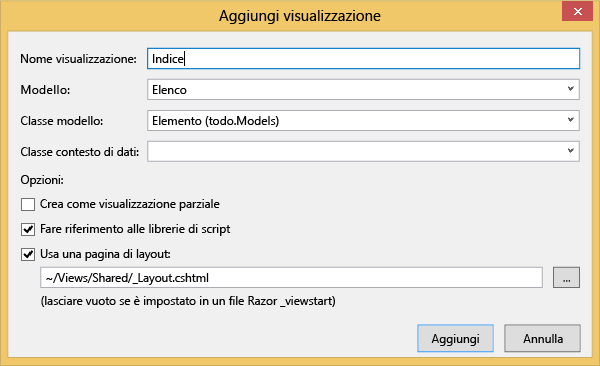 Aggiungi visualizzazione
Nome visualizzazione: Indice
Modello: Elenco
Classe modello: Elemento (todo.Models)
Classe contesto di dati:
Opzioni:
Crea come visualizzazione parziale
Fare riferimento alle librerie di script
Usa una pagina di layout:
~/Views/Shared/_Layout.cshtml ...
(lasciare vuoto se è impostato in un file Razor _viewstart)
Aggiungi Annulla